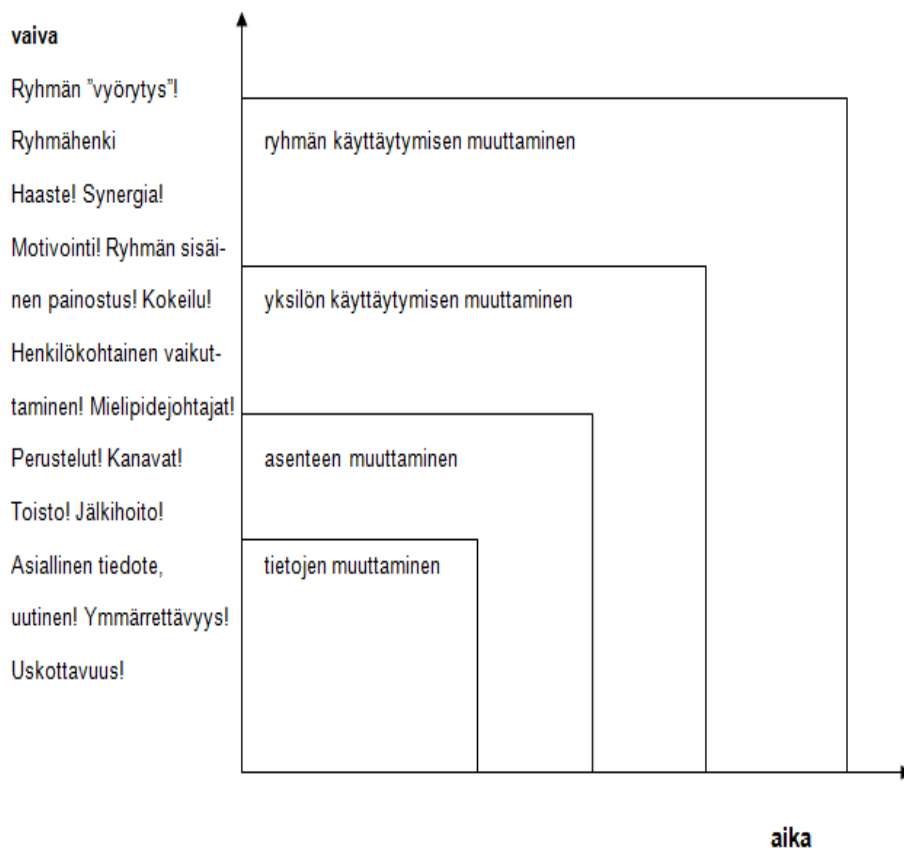 vaiva
Ryhmän ”vyörytys”!
Ryhmähenki
ryhmän käyttäytymisen muuttaminen
Haaste! Synergia!
Motivointi! Ryhmän sisäi-
nen painostus! Kokeilu!
yksilön käyttäytymisen muuttaminen
Henkilökohtainen vaikut-
taminen! Mielipidejohtajat!
Perustelut! Kanavat!
asenteen muuttaminen
Toisto! Jälkihoito!
Asiallinen tiedote,
tietojen muuttaminen
uutinen! Ymmärrettävyys!
Uskottavuus!
aika